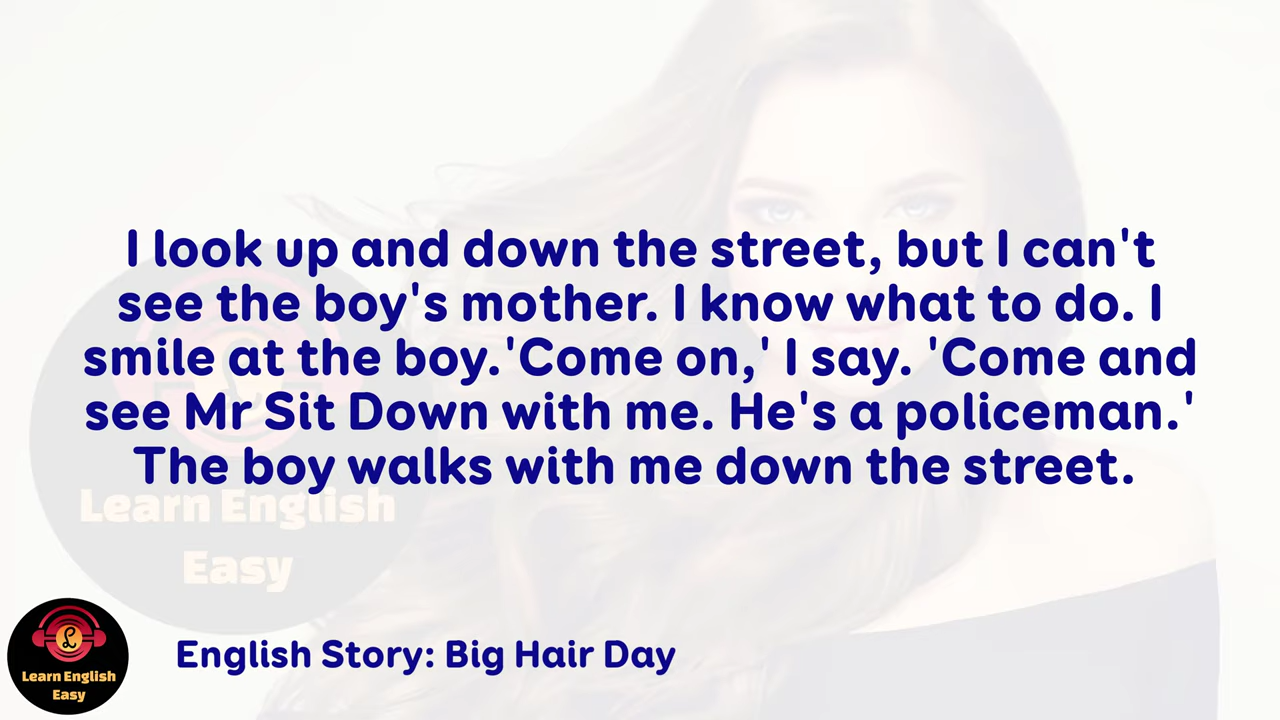 I look up and down the street, but I can't
see the boy's mother. I know what to do. I
smile at the boy.'Come on,' I say. 'Come and
see Mr Sit Down with me. He's a policeman.'
The boy walks with me down the street.
Learn English
Easy
English Story: Big Hair Day
Learn English
Easy